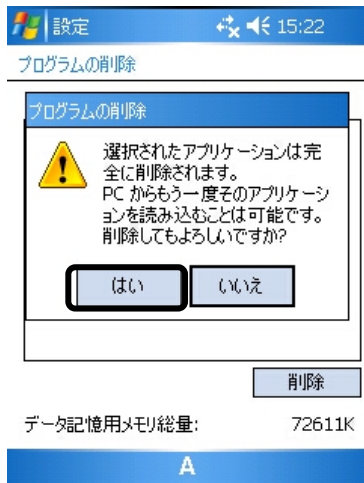 設定 15:22
プログラムの削除
プログラムの削除
選択されたアプリケーションは完
全に削除されます。
PC からもう一度そのアプリケーシ
ョンを読み込むことは可能です。
削除してもよろしいですか?
はい いいえ
削除
データ記憶用メモリ総量: 72611K
A